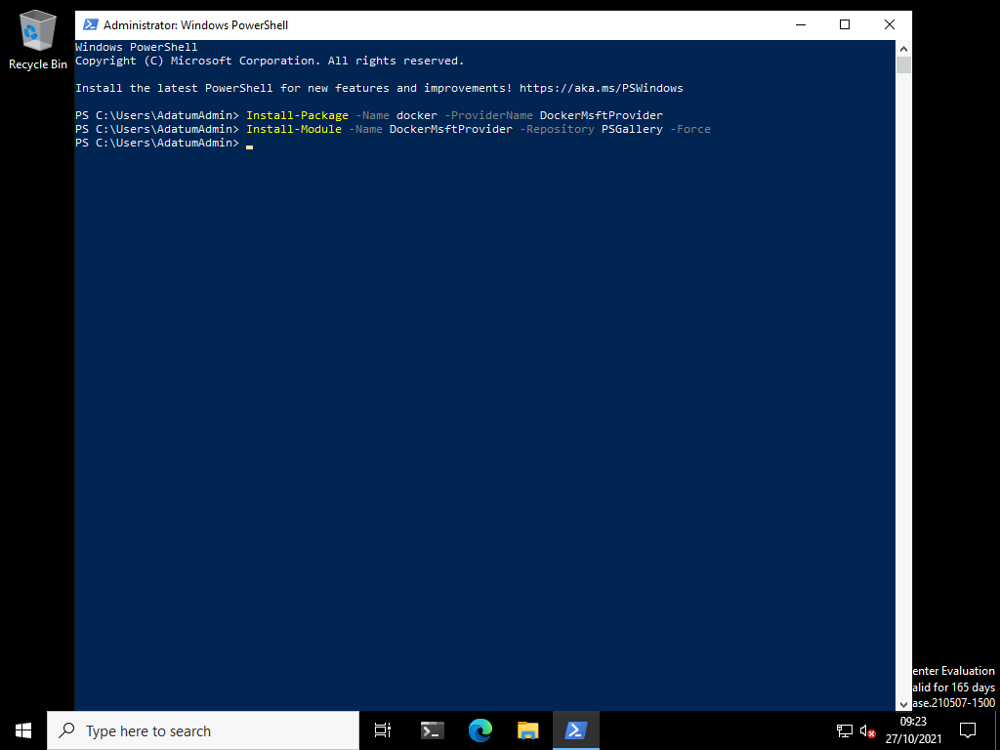 Recycle Bin
Administrator: Windows PowerShell
Windows PowerShell
Copyright (C) Microsoft Corporation. All rights reserved.
Install the latest PowerShell for new features and improvements! https://aka.ms/PSWindows
PS C:\Users\AdatumAdmin> Install-Package -Name docker -ProviderName DockerMsftProvider
PS C:\Users\AdatumAdmin> Install-Module -Name DockerMsftProvider -Repository PSGallery -Force
PS C:\Users\AdatumAdmin>
enter Evaluation
alid for 165 days
ase.210507-1500
Type here to search
09:23
27/10/2021